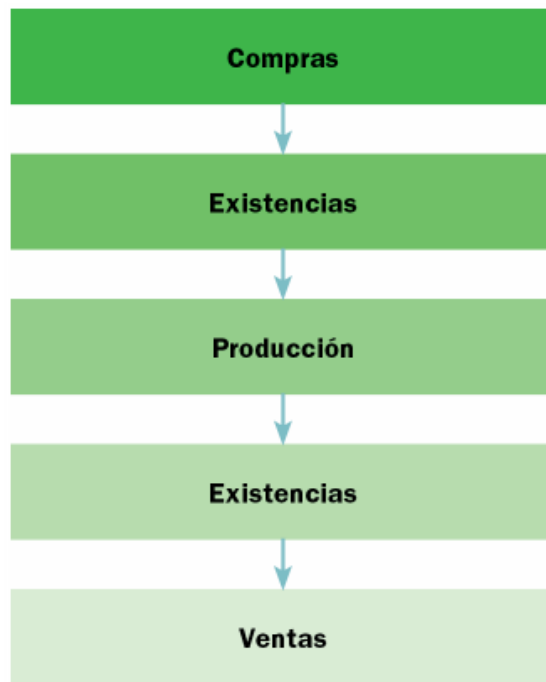 Compras
Existencias
Producción
Existencias
Ventas